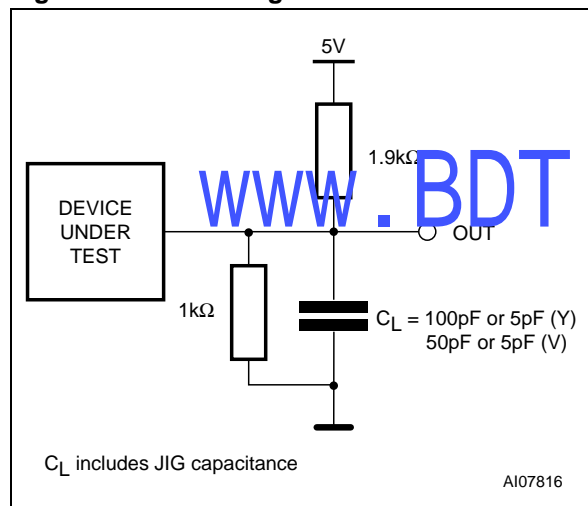 5V
1.9kΩ
www.BDT
DEVICE
UNDER
TEST
OUT
1kΩ
CL = 100pF or 5pF (Y)
50pF or 5pF (V)
CL includes JIG capacitance
AI07816